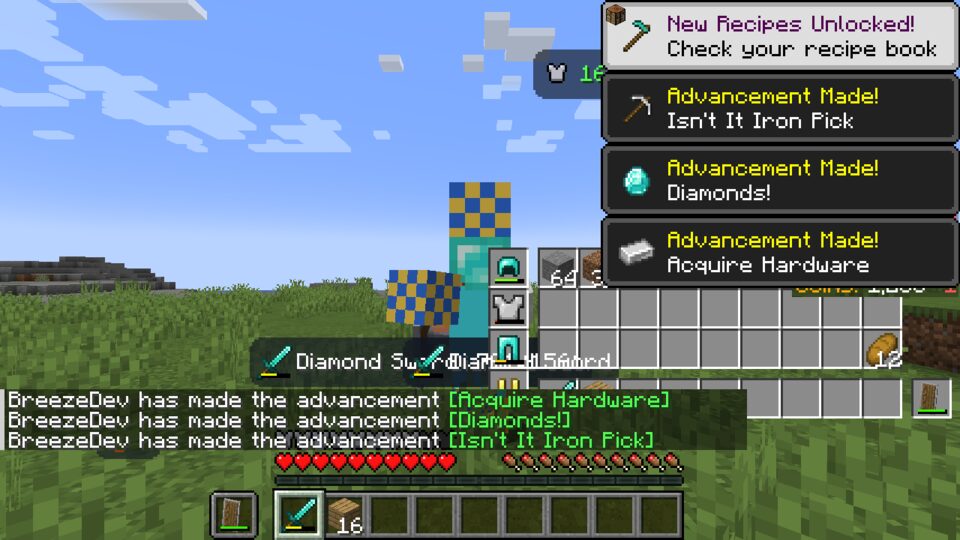 New Recipes Unlocked!
Check your recipe book
16
Advancement Made!
Isn't It Iron Pick
Advancement Made!
Diamonds!
Advancement Made!
Acquire Hardware
64
12
Diamond
BreezeDev has made the advancement [Acquire Hardware]
BreezeDev has made the advancement [Diamonds!]
BreezeDev has made the advancement [Isn't It Iron Pick]
16